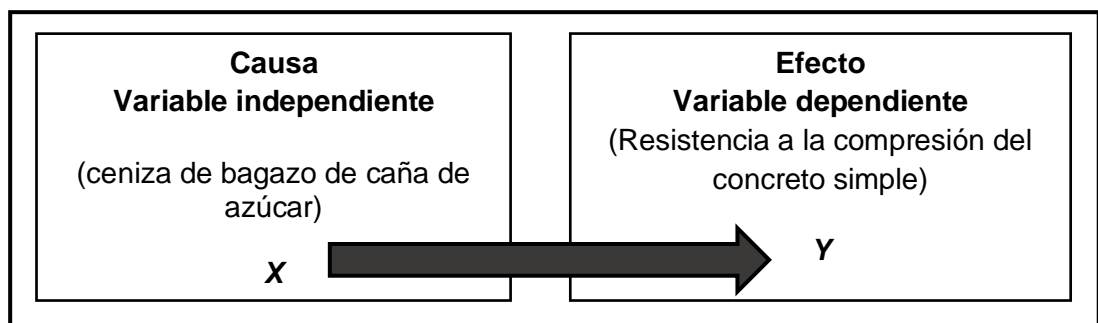 Causa
Variable independiente
(ceniza de bagazo de caña de
azúcar)
X
Efecto
Variable dependiente
(Resistencia a la compresión del
concreto simple)
Y